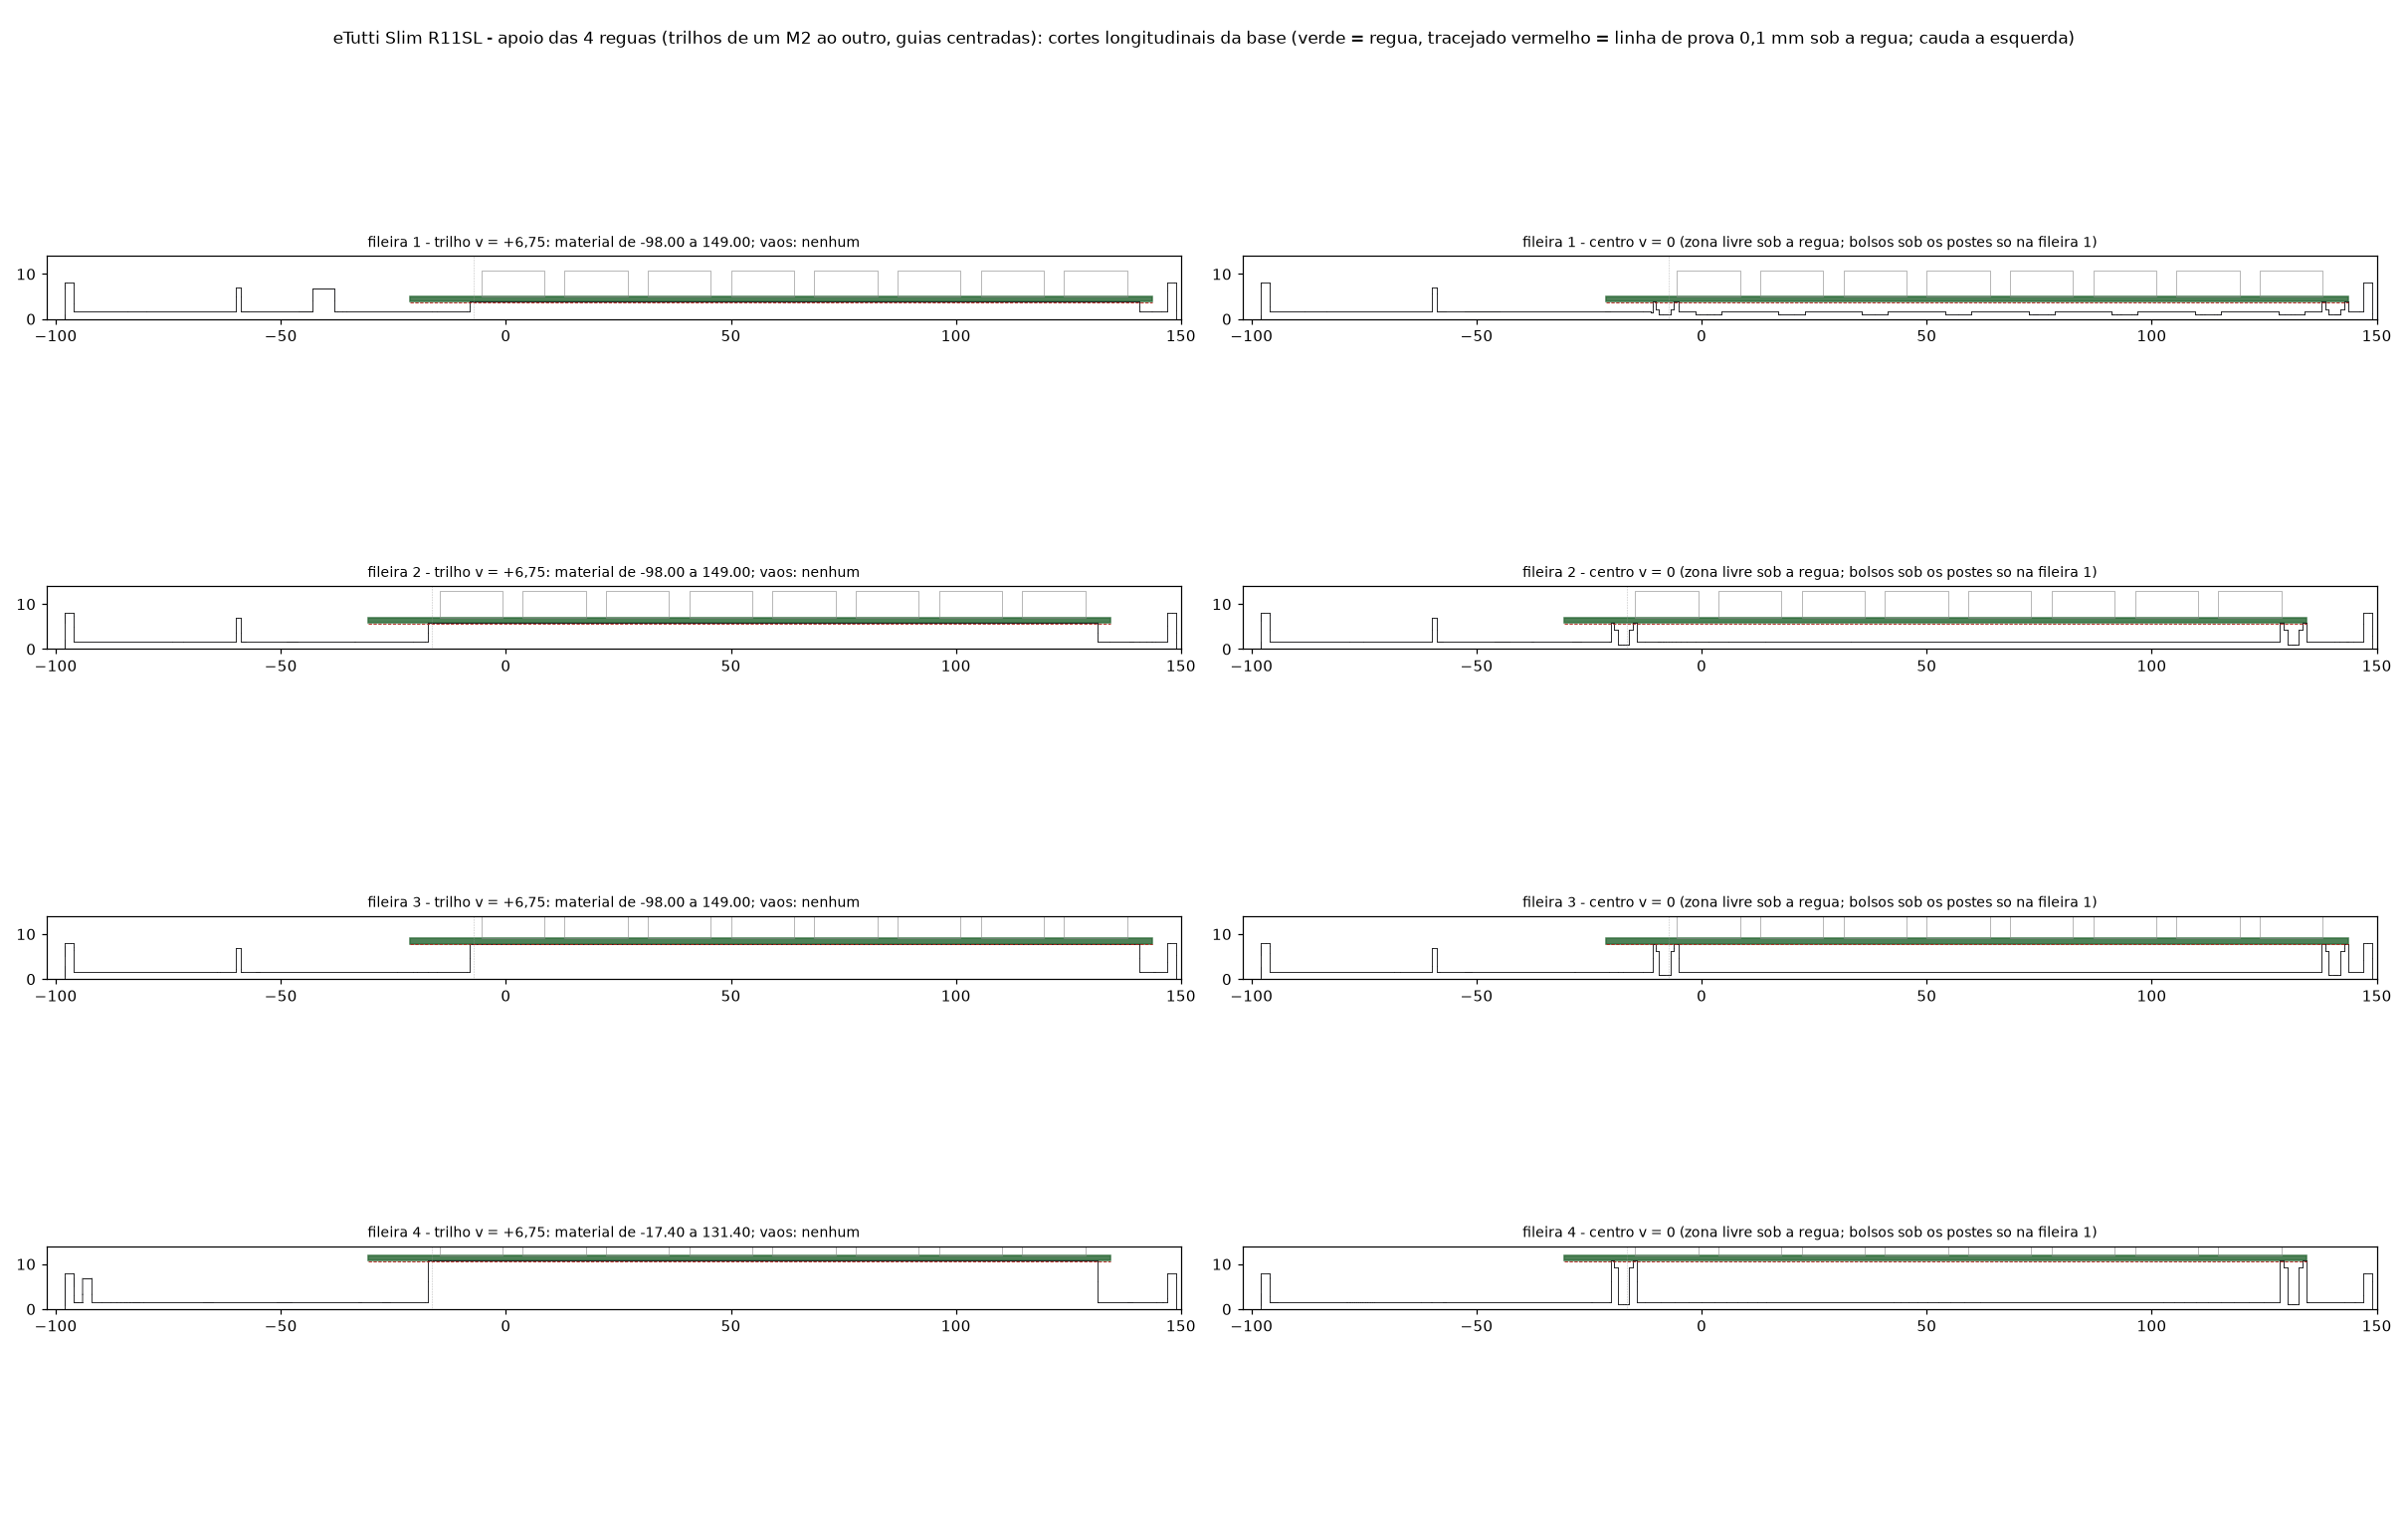 eTutti Slim R11SL - apoio das 4 reguas (trilhos de um M2 ao outro, guias centradas): cortes longitudinais da base (verde = regua, tracejado vermelho = linha de prova 0,1 mm sob a regua; cauda a esquerda)
fileira 1 - trilho v = +6,75: material de -98.00 a 149.00; vaos: nenhum
10
0
−100 −50 0 50 100 150
fileira 1 - centro v = 0 (zona livre sob a regua; bolsos sob os postes so na fileira 1)
10
0
−100 −50 0 50 100 150
fileira 2 - trilho v = +6,75: material de -98.00 a 149.00; vaos: nenhum
10
0
−100 −50 0 50 100 150
fileira 2 - centro v = 0 (zona livre sob a regua; bolsos sob os postes so na fileira 1)
10
0
−100 −50 0 50 100 150
fileira 3 - trilho v = +6,75: material de -98.00 a 149.00; vaos: nenhum
10
0
−100 −50 0 50 100 150
fileira 3 - centro v = 0 (zona livre sob a regua; bolsos sob os postes so na fileira 1)
10
0
−100 −50 0 50 100 150
fileira 4 - trilho v = +6,75: material de -17.40 a 131.40; vaos: nenhum
10
0
−100 −50 0 50 100 150
fileira 4 - centro v = 0 (zona livre sob a regua; bolsos sob os postes so na fileira 1)
10
0
−100 −50 0 50 100 150